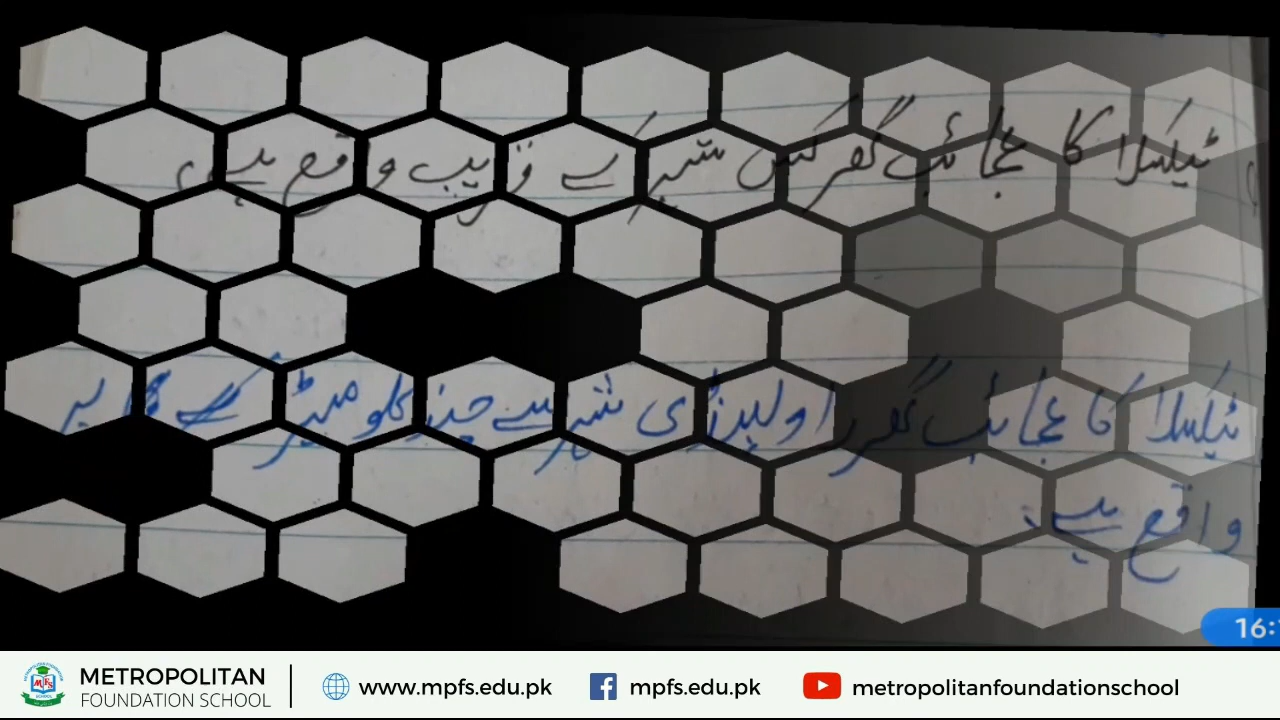 ٹیکسلا کا عجائب گھر کس شہر کے قریب واقع ہے؟
ٹیکسلا کا عجائب گھر راولپنڈی شہر سے چند کلو میٹر کے پر
واقع ہے۔
16:
METROPOLITAN
FOUNDATION SCHOOL
www.mpfs.edu.pk
mpfs.edu.pk
metropolitanfoundationschool